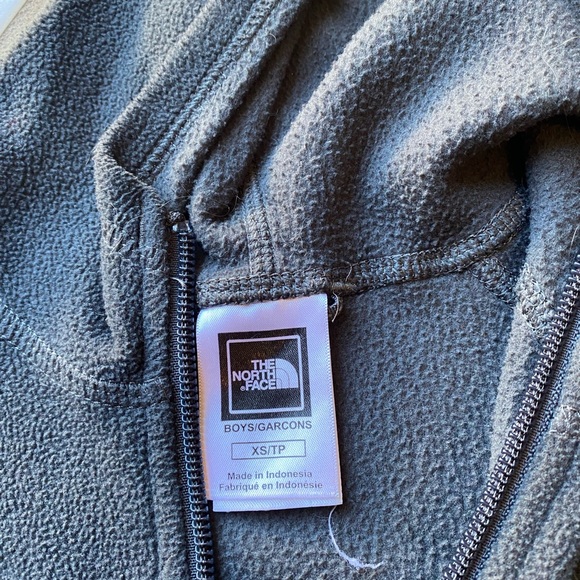 THE
NORTH
FACE
BOYS/GARCONS
XS/TP
Made in Indonesia
Fabriqué en Indonésie